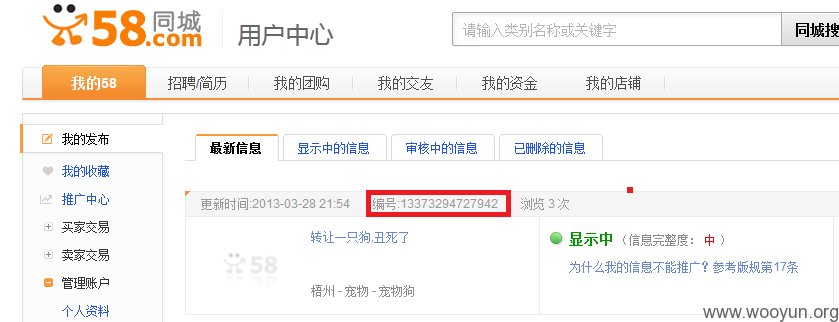 58同城 .com 用户中心 请输入类别名称或关键字 同城搜
我的58 招聘/简历 我的团购 我的交友 我的资金 我的店铺
我的发布 最新信息 显示中的信息 审核中的信息 已删除的信息
我的收藏
推广中心 更新时间:2013-03-28 21:54 编号:13373294727942 浏览 3 次
买家交易 转让一只狗,丑死了 显示中 (信息完整度: 中 )
卖家交易 58 为什么我的信息不能推广？参考版规第17条
管理账户 梧州 - 宠物 - 宠物狗
个人资料 www.wooyun.org